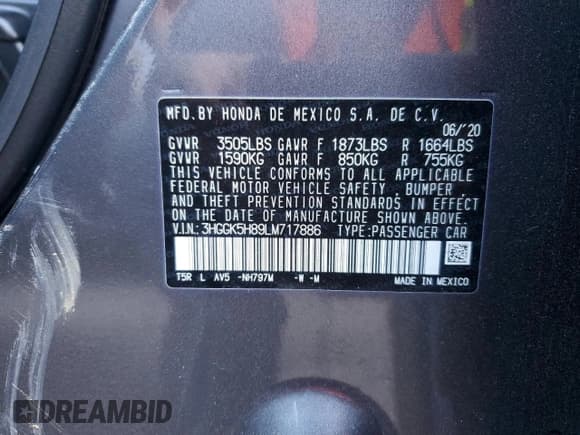 MFD.BY HONDA DE MEXICO S.A. DE C.V.
06/'20
GVWR 3505LBS GAWR F 1873LBS R 1664LBS
GVWR 1590KG GAWR F 850KG R 755KG
THIS VEHICLE CONFORMS TO ALL APPLICABLE
FEDERAL MOTOR VEHICLE SAFETY, BUMPER,
AND THEFT PREVENTION STANDARDS IN EFFECT
ON THE DATE OF MANUFACTURE SHOWN ABOVE.
V.I.N.: 3HGGK5H89LM717886 TYPE:PASSENGER CAR
T5R L AV5 -NH797M -W -M
MADE IN MEXICO
DREAMBID